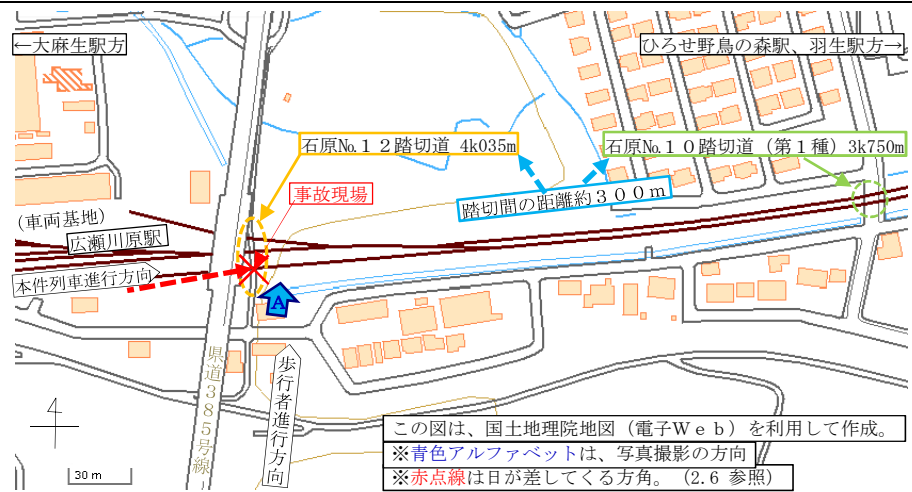 ←大麻生駅方
ひろせ野鳥の森駅、羽生駅方→
石原№１２踏切道 4k035m
石原№１０踏切道（第１種）3k750m
事故現場
踏切間の距離約３００ｍ
(車両基地)
広瀬川原駅
本件列車進行方向
A
県道３８５号線
歩行者進行方向
この図は、国土地理院地図（電子Ｗｅｂ）を利用して作成。
※青色アルファベットは、写真撮影の方向
※赤点線は日が差してくる方角。（2.6 参照）
30 m